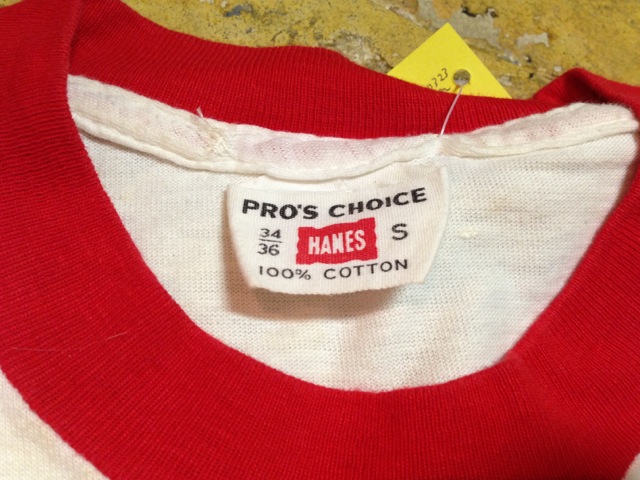 PRO'S CHOICE
34/36 HANES S
100% COTTON